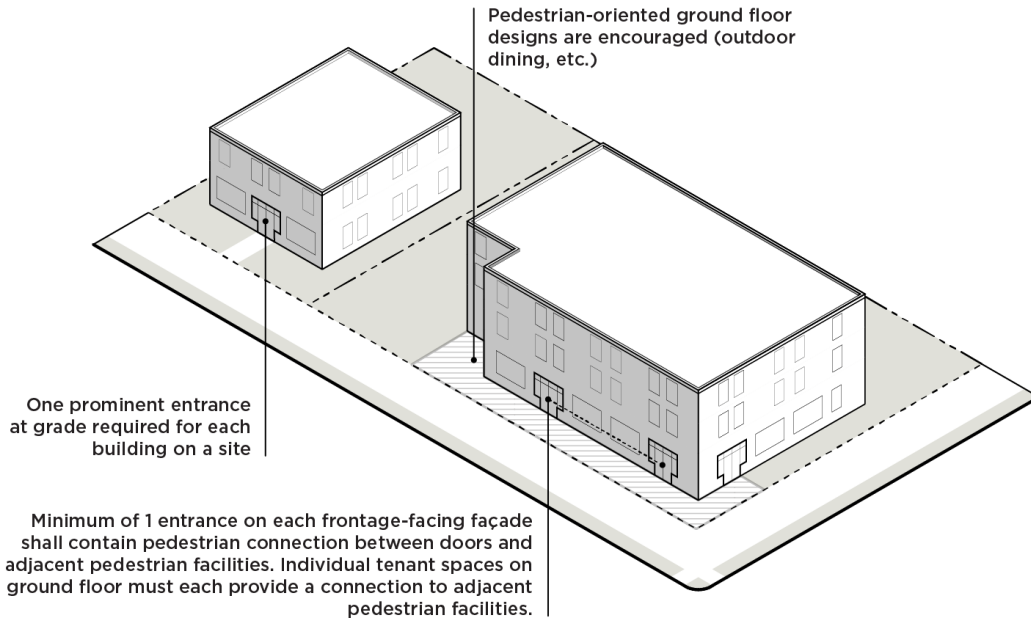 Pedestrian-oriented ground floor
designs are encouraged (outdoor
dining, etc.)
One prominent entrance
at grade required for each
building on a site
Minimum of 1 entrance on each frontage-facing façade
shall contain pedestrian connection between doors and
adjacent pedestrian facilities. Individual tenant spaces on
ground floor must each provide a connection to adjacent
pedestrian facilities.